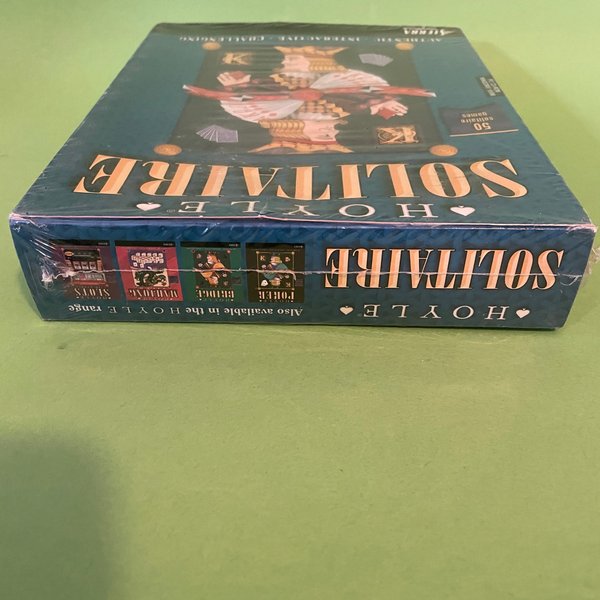 HOYLE
SOLITAIRE
Also available in the HOYLE range
POKER
BRIDGE
MAHJONG
SLOTS
HOYLE
SOLITAIRE
50
solitaire
games
AUTHENTIC · INTERACTIVE · CHALLENGING
SIERRA